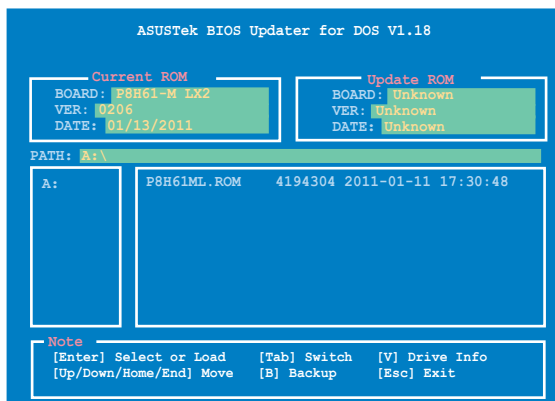 ASUSTek BIOS Updater for DOS V1.18
Current ROM
BOARD: P8H61-M LX2
VER: 0206
DATE: 01/13/2011
Update ROM
BOARD: Unknown
VER: Unknown
DATE: Unknown
PATH: A:\
A:
P8H61ML.ROM 4194304 2011-01-11 17:30:48
Note
[Enter] Select or Load [Tab] Switch [V] Drive Info
[Up/Down/Home/End] Move [B] Backup [Esc] Exit